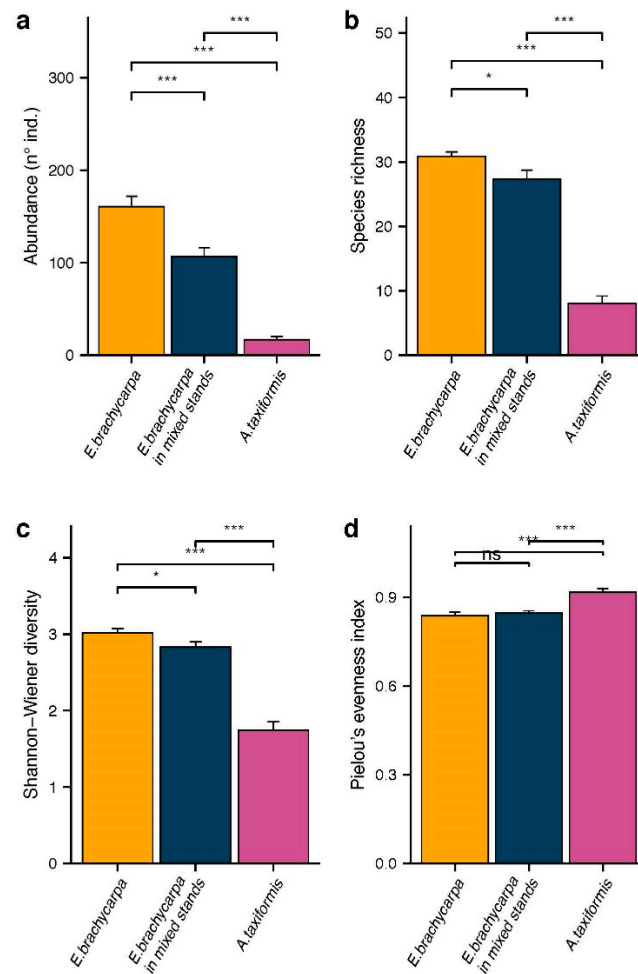 a
***
***
***
Abundance (n° ind.)
300
200
100
0
E.brachycarpa
E.brachycarpa
in mixed stands
A.taxiformis
b
***
***
*
Species richness
50
40
30
20
10
0
E.brachycarpa
E.brachycarpa
in mixed stands
A.taxiformis
c
***
***
*
Shannon−Wiener diversity
4
3
2
1
0
E.brachycarpa
E.brachycarpa
in mixed stands
A.taxiformis
d
***
***
ns
Pielou's evenness index
0.9
0.6
0.3
0.0
E.brachycarpa
E.brachycarpa
in mixed stands
A.taxiformis